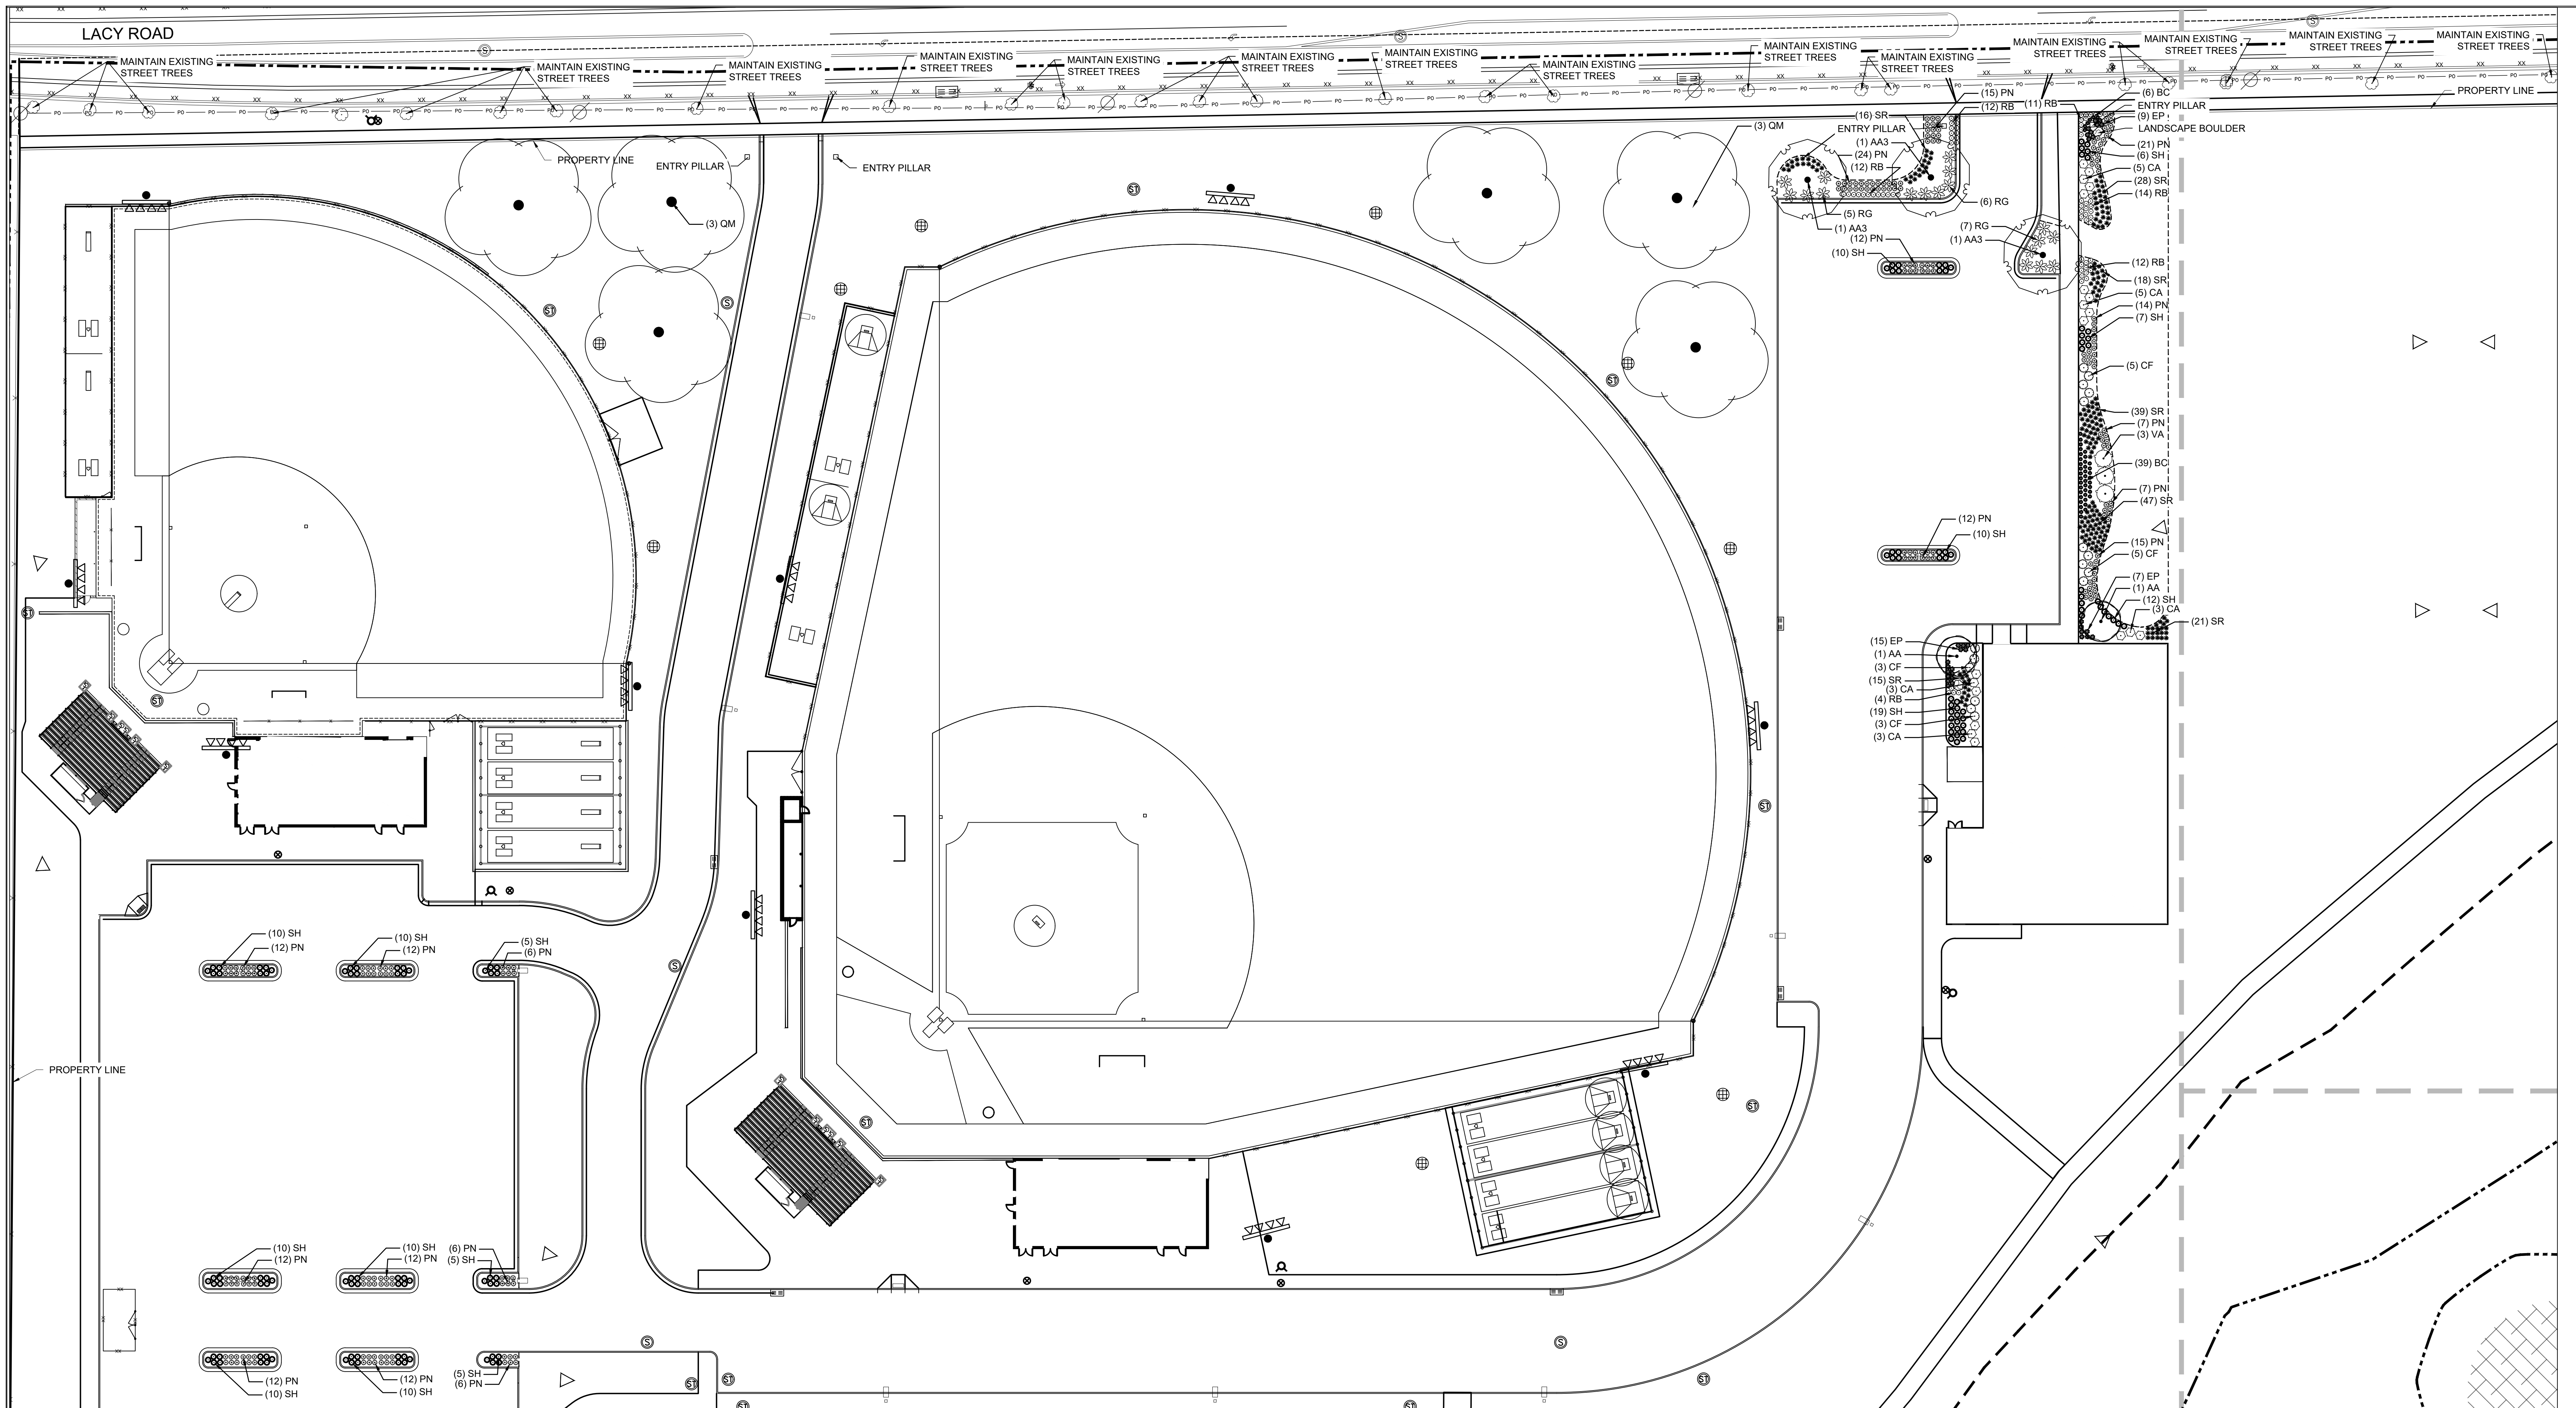 LACY ROAD
MAINTAIN EXISTING
STREET TREES
MAINTAIN EXISTING
STREET TREES
MAINTAIN EXISTING
STREET TREES
MAINTAIN EXISTING
STREET TREES
MAINTAIN EXISTING
STREET TREES
MAINTAIN EXISTING
STREET TREES
MAINTAIN EXISTING
STREET TREES
MAINTAIN EXISTING
STREET TREES
MAINTAIN EXISTING
STREET TREES
MAINTAIN EXISTING
STREET TREES
MAINTAIN EXISTING
STREET TREES
MAINTAIN EXISTING
STREET TREES
MAINTAIN EXISTING
STREET TREES
MAINTAIN EXISTING
STREET TREES
PROPERTY LINE
PROPERTY LINE
ENTRY PILLAR
ENTRY PILLAR
(3) QM
(3) QM
(15) PN
(12) RB
(11) RB
(16) SR
ENTRY PILLAR
(1) AA3
(24) PN
(12) RB
(6) RG
(5) RG
(1) AA3
(7) RG
(1) AA3
(12) PN
(10) SH
(6) BC
ENTRY PILLAR
(9) EP
LANDSCAPE BOULDER
(21) PN
(6) SH
(5) CA
(28) SR
(14) RB
(12) RB
(18) SR
(5) CA
(14) PN
(7) SH
(5) CF
(39) SR
(7) PN
(3) VA
(39) BC
(7) PN
(47) SR
(12) PN
(10) SH
(15) PN
(5) CF
(7) EP
(1) AA
(12) SH
(3) CA
(21) SR
(15) EP
(1) AA
(3) CF
(15) SR
(3) CA
(4) RB
(19) SH
(3) CF
(3) CA
(10) SH
(12) PN
(10) SH
(12) PN
(5) SH
(6) PN
PROPERTY LINE
(10) SH
(12) PN
(10) SH
(12) PN
(6) PN
(5) SH
(12) PN
(10) SH
(12) PN
(10) SH
(5) SH
(6) PN